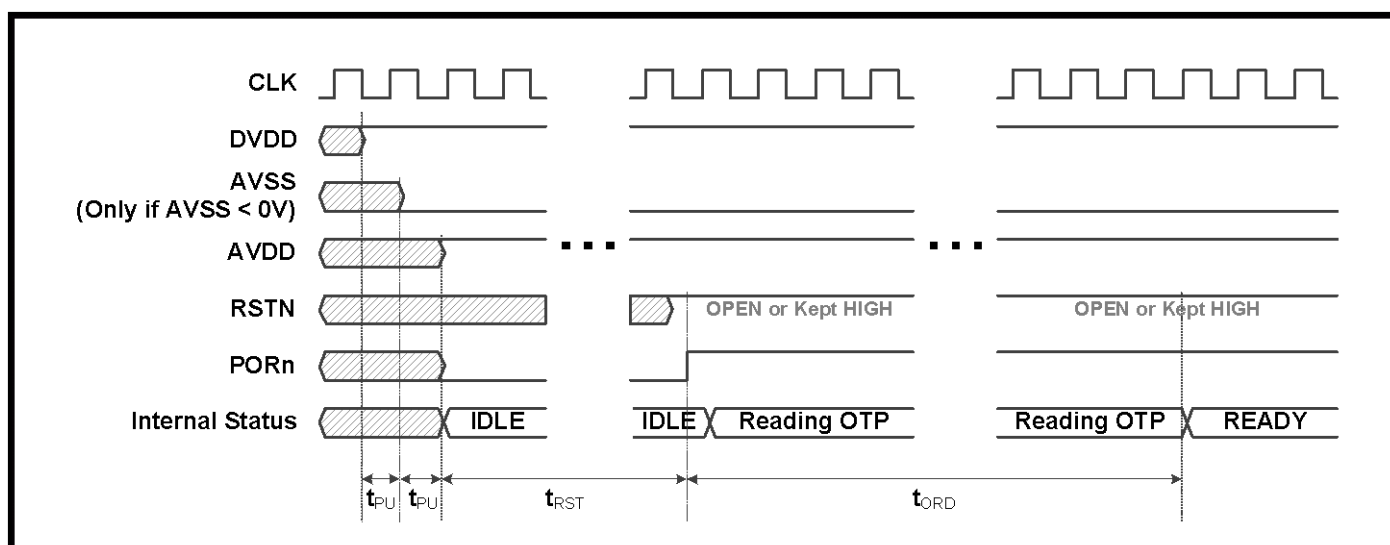 CLK
DVDD
AVSS
(Only if AVSS < 0V)
AVDD
RSTN
OPEN or Kept HIGH
OPEN or Kept HIGH
PORn
Internal Status
IDLE
IDLE
Reading OTP
Reading OTP
READY
tPU
tPU
tRST
tORD